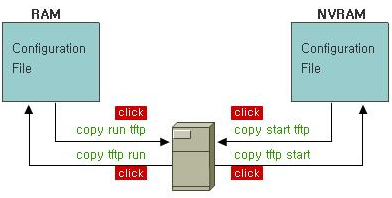 RAM
NVRAM
Configuration
File
Configuration
File
click
click
copy run tftp
copy start tftp
copy tftp run
copy tftp start
click
click